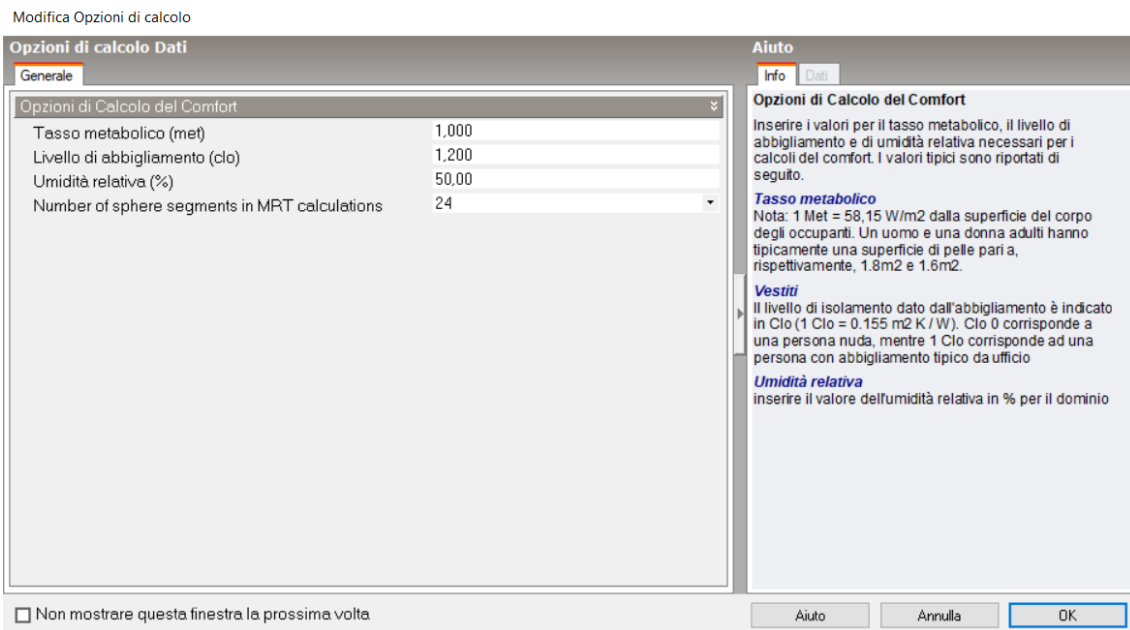 Modifica Opzioni di calcolo
Opzioni di calcolo Dati
Generale
Opzioni di Calcolo del Comfort
Tasso metabolico (met) 1,000
Livello di abbigliamento (clo) 1,200
Umidità relativa (%) 50,00
Number of sphere segments in MRT calculations 24
Non mostrare questa finestra la prossima volta
Aiuto
Info Dati
Opzioni di Calcolo del Comfort
Inserire i valori per il tasso metabolico, il livello di
abbigliamento e di umidità relativa necessari per i
calcoli del comfort. I valori tipici sono riportati di
seguito.
Tasso metabolico
Nota: 1 Met = 58,15 W/m2 dalla superficie del corpo
degli occupanti. Un uomo e una donna adulti hanno
tipicamente una superficie di pelle pari a,
rispettivamente, 1.8m2 e 1.6m2.
Vestiti
Il livello di isolamento dato dall'abbigliamento è indicato
in Clo (1 Clo = 0.155 m2 K / W). Clo 0 corrisponde a
una persona nuda, mentre 1 Clo corrisponde ad una
persona con abbigliamento tipico da ufficio
Umidità relativa
inserire il valore dell'umidità relativa in % per il dominio
Aiuto Annulla OK